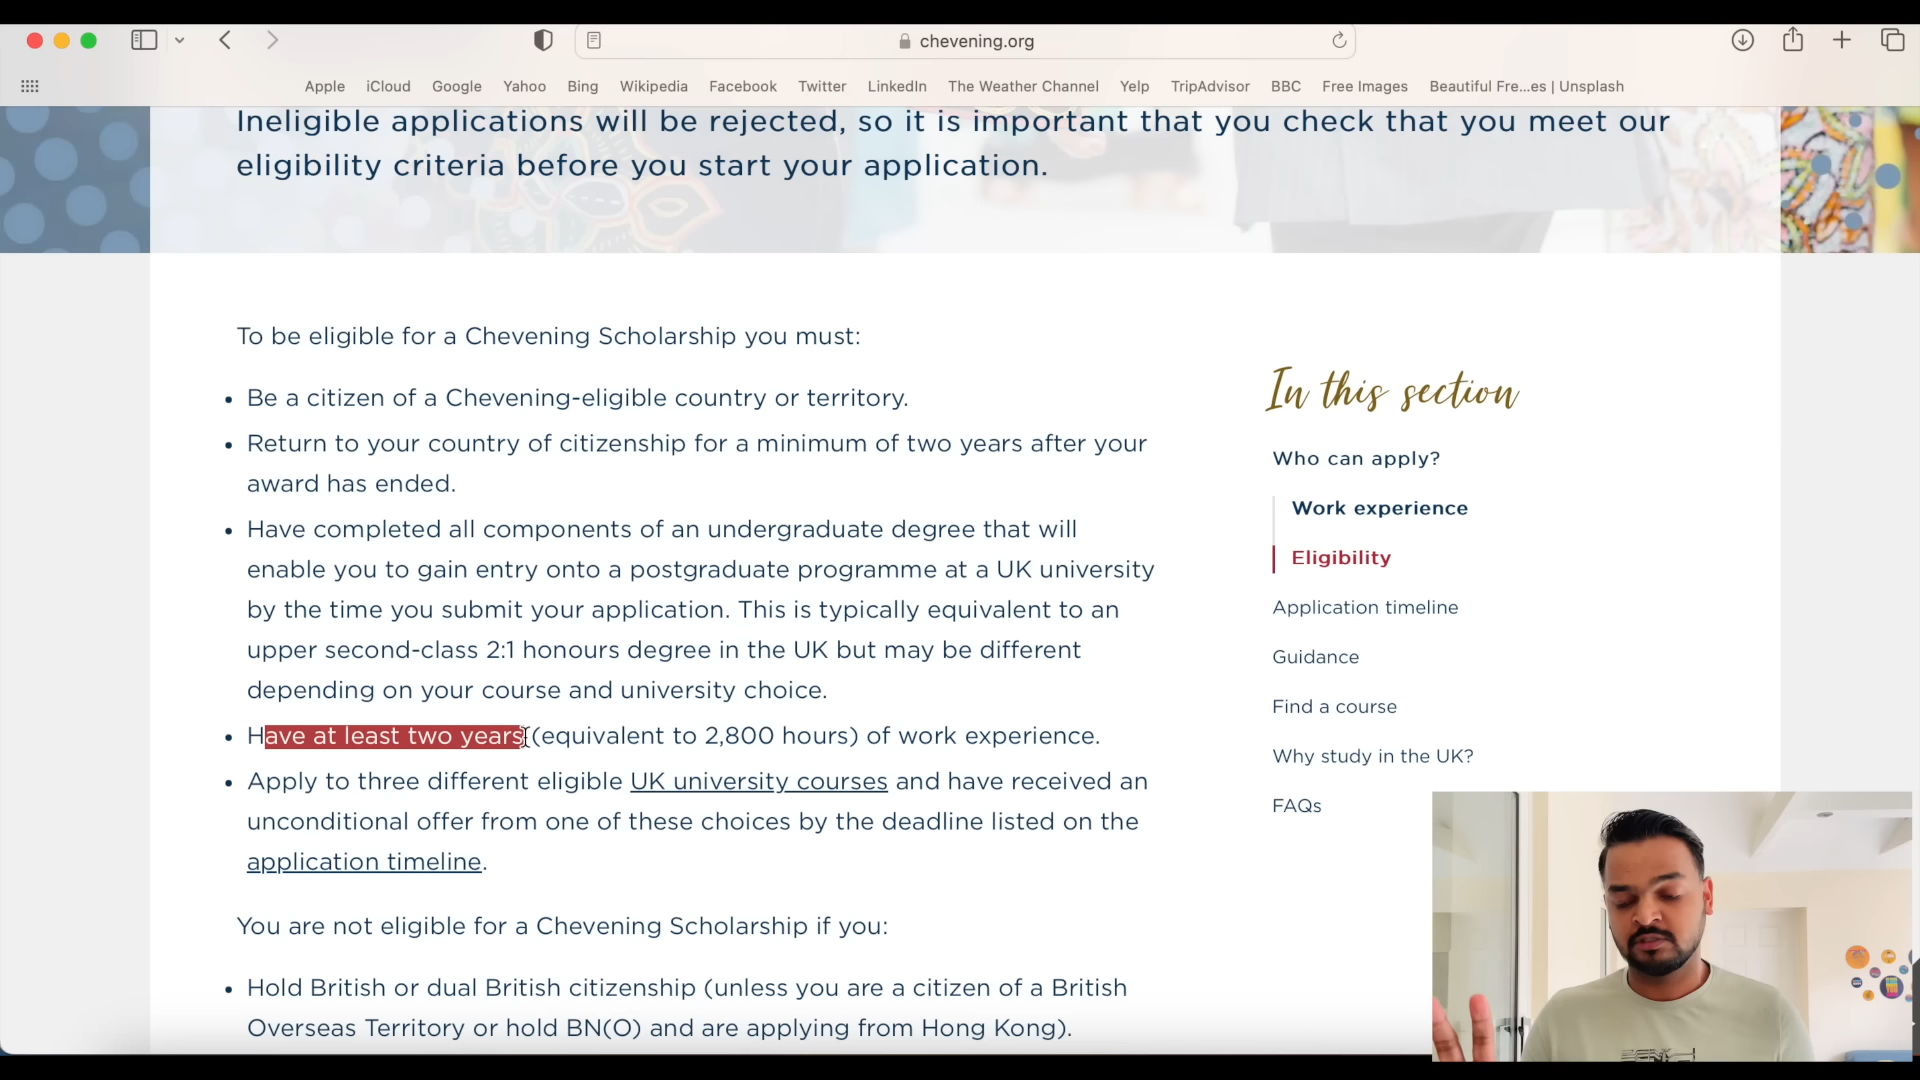 chevening.org
Apple iCloud Google Yahoo Bing Wikipedia Facebook Twitter LinkedIn The Weather Channel Yelp TripAdvisor BBC Free Images Beautiful Fre...es | Unsplash
Ineligible applications will be rejected, so it is important that you check that you meet our
eligibility criteria before you start your application.
To be eligible for a Chevening Scholarship you must:
• Be a citizen of a Chevening-eligible country or territory.
• Return to your country of citizenship for a minimum of two years after your
award has ended.
• Have completed all components of an undergraduate degree that will
enable you to gain entry onto a postgraduate programme at a UK university
by the time you submit your application. This is typically equivalent to an
upper second-class 2:1 honours degree in the UK but may be different
depending on your course and university choice.
• Have at least two years (equivalent to 2,800 hours) of work experience.
• Apply to three different eligible UK university courses and have received an
unconditional offer from one of these choices by the deadline listed on the
application timeline.
You are not eligible for a Chevening Scholarship if you:
• Hold British or dual British citizenship (unless you are a citizen of a British
Overseas Territory or hold BN(O) and are applying from Hong Kong).
In this section
Who can apply?
Work experience
Eligibility
Application timeline
Guidance
Find a course
Why study in the UK?
FAQs